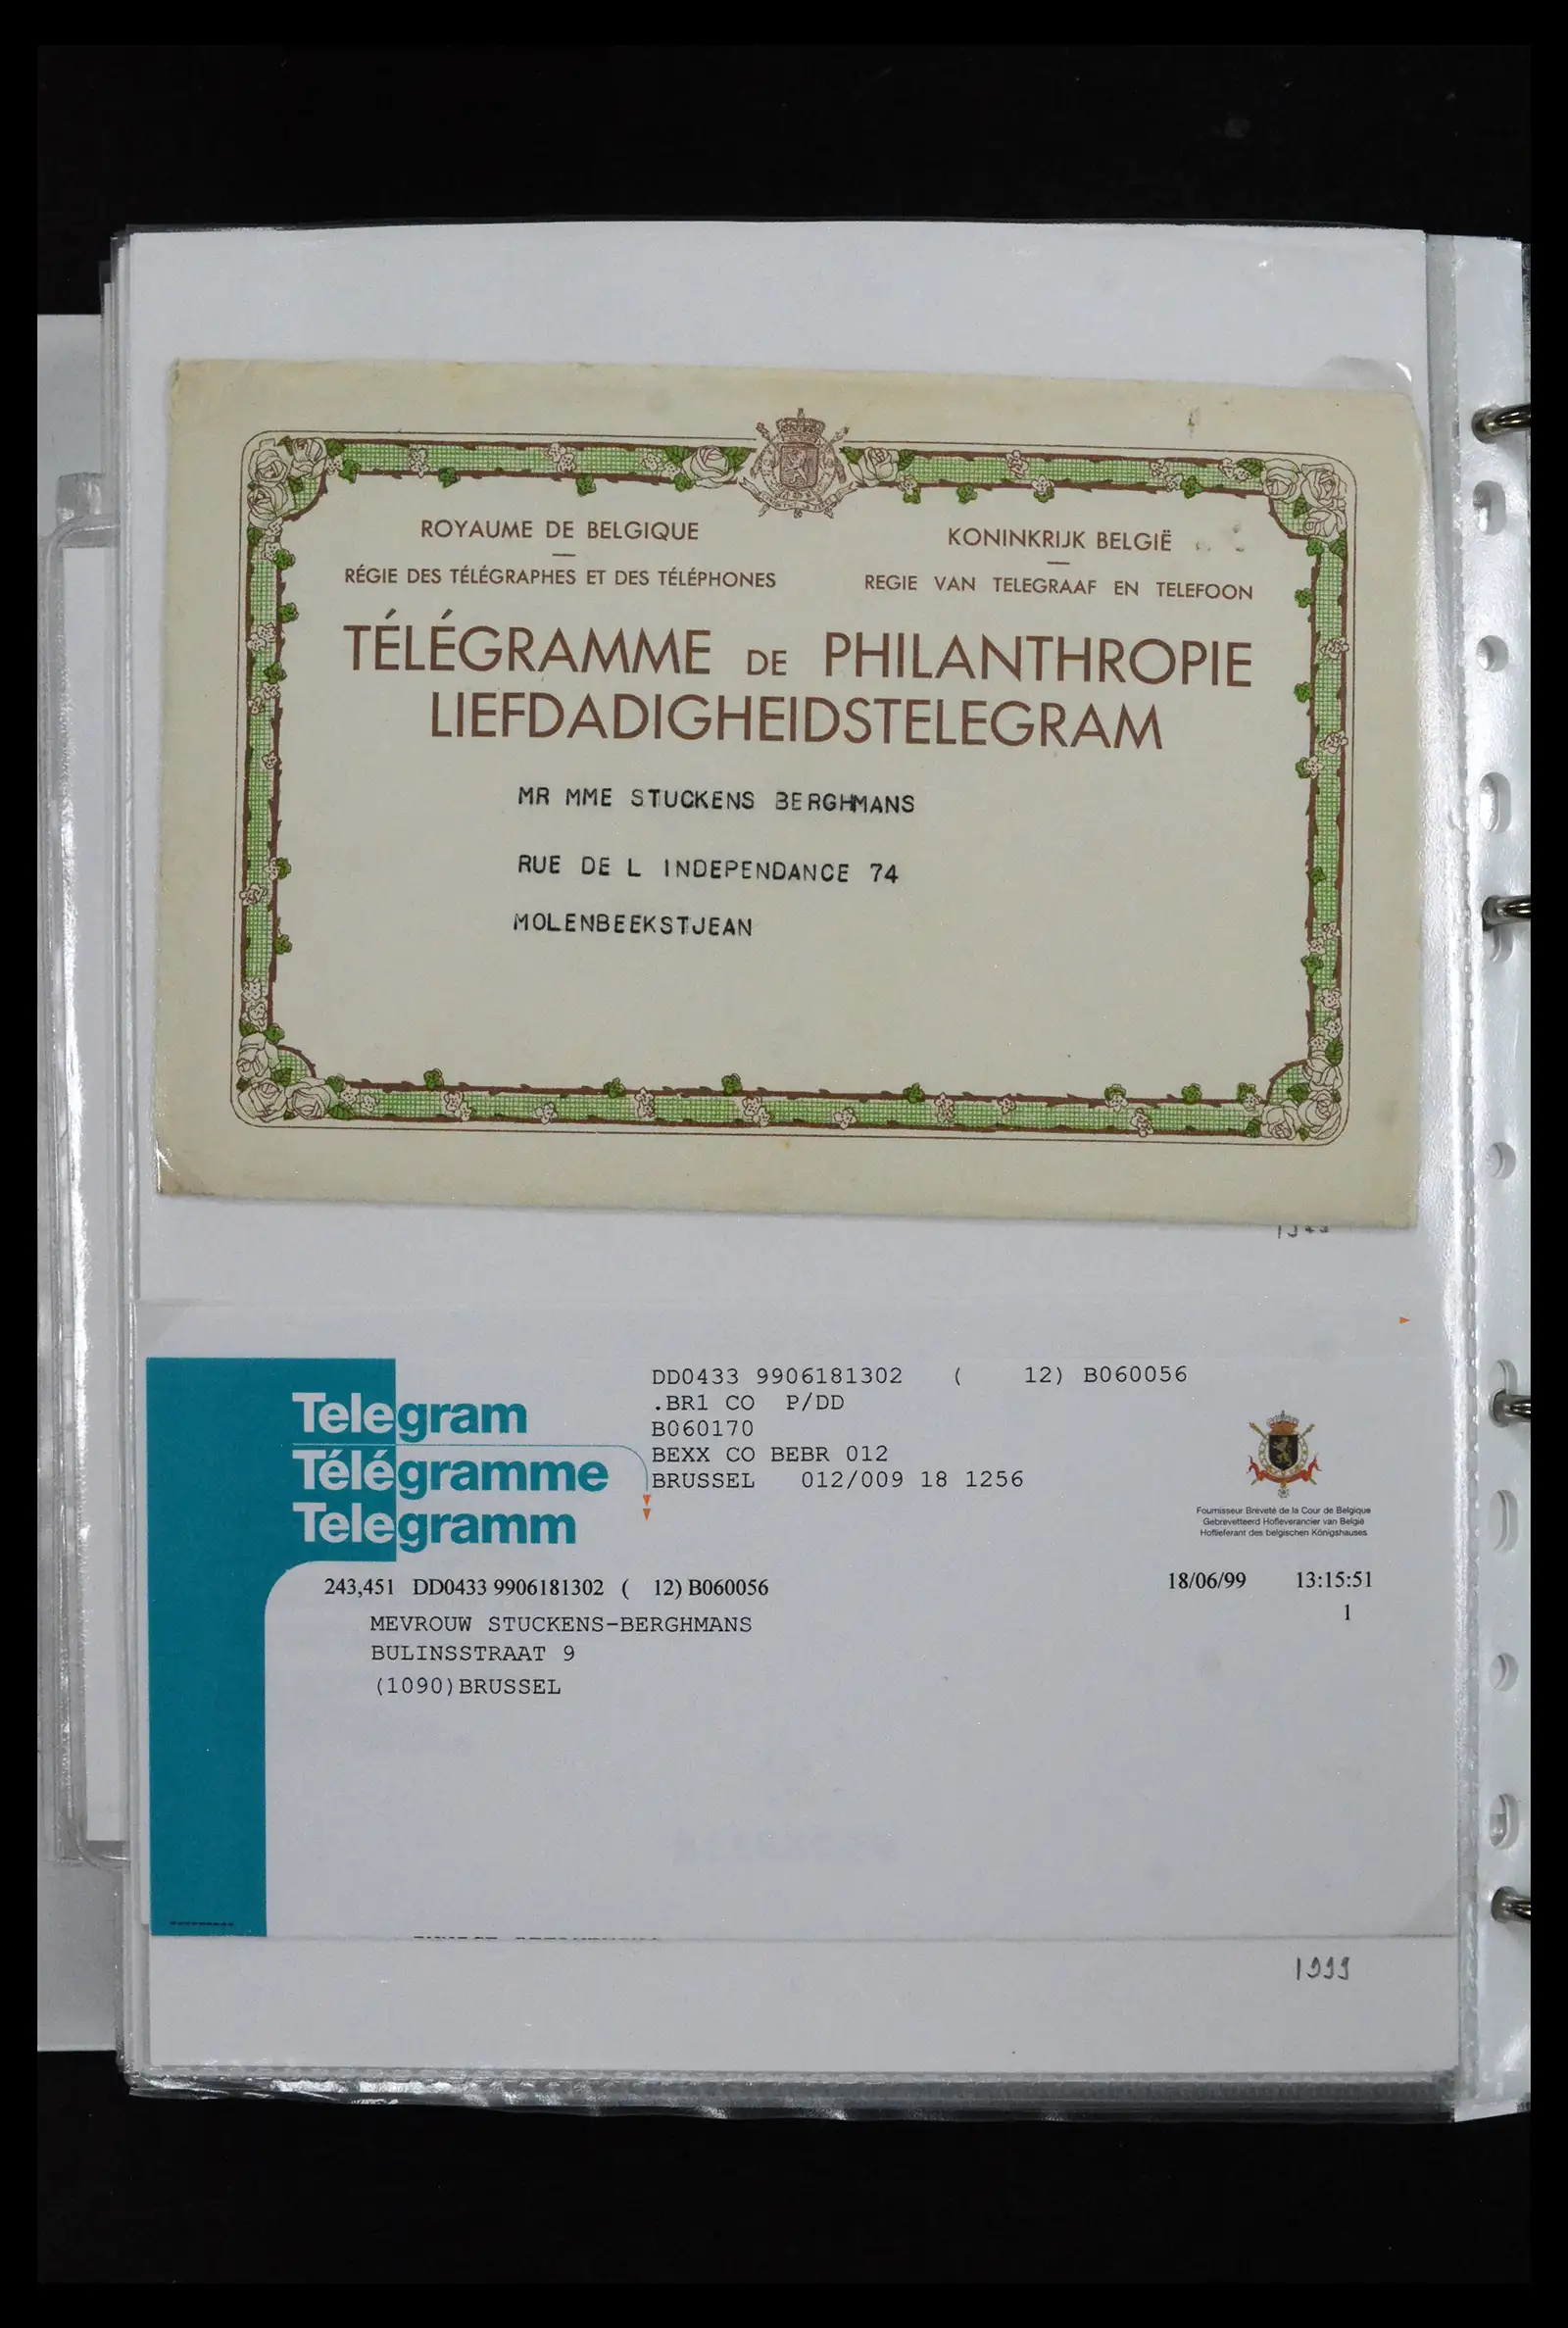 ROYAUME DE BELGIQUE
RÉGIE DES TÉLÉGRAPHES ET DES TÉLÉPHONES
KONINKRIJK BELGIË
REGIE VAN TELEGRAAF EN TELEFOON
TÉLÉGRAMME DE PHILANTHROPIE
LIEFDADIGHEIDSTELEGRAM
MR MME STUCKENS BERGHMANS
RUE DE L INDEPENDANCE 74
MOLENBEEKSTJEAN
Telegram
Télégramme
Telegramm
DD0433 9906181302 ( 12) B060056
.BR1 CO P/DD
B060170
BEXX CO BEBR 012
BRUSSEL 012/009 18 1256
Fournisseur Breveté de la Cour de Belgique
Gebrevetteerd Hofleverancier van België
Hoflieferant des belgischen Königshauses
243,451 DD0433 9906181302 ( 12) B060056 18/06/99 13:15:51
1
MEVROUW STUCKENS-BERGHMANS
BULINSSTRAAT 9
(1090)BRUSSEL
1999